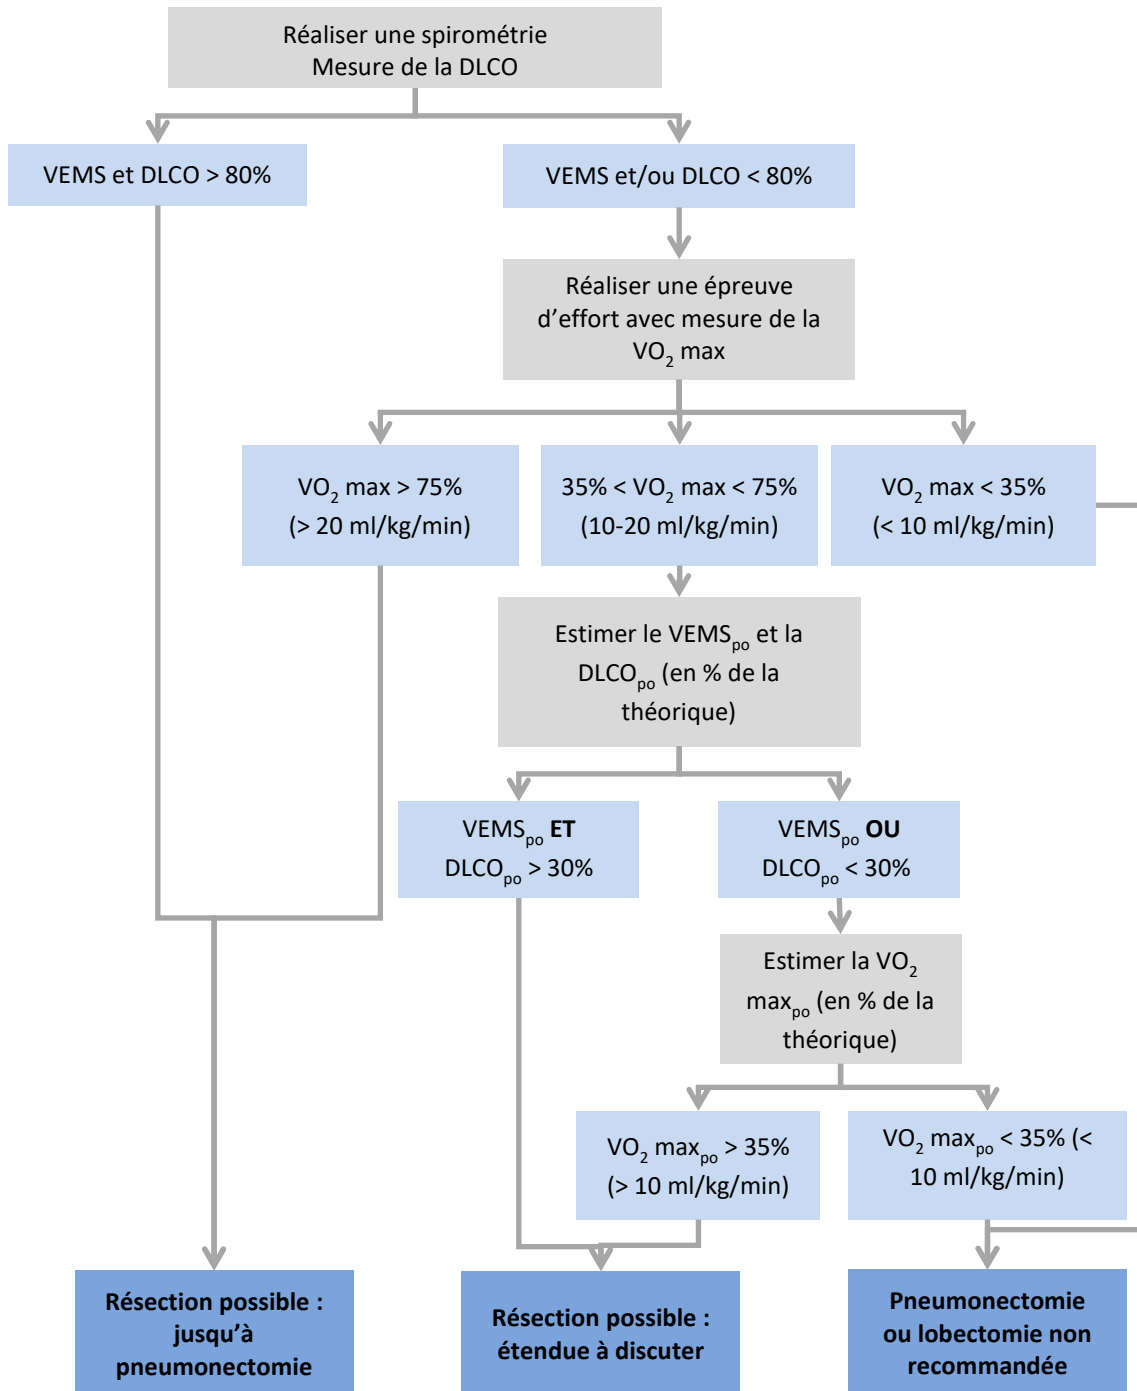 Réaliser une spirométrie
Mesure de la DLCO
VEMS et DLCO > 80%
VEMS et/ou DLCO < 80%
Réaliser une épreuve
d’effort avec mesure de la
VO2 max
VO2 max > 75%
(> 20 ml/kg/min)
35% < VO2 max < 75%
(10-20 ml/kg/min)
VO2 max < 35%
(< 10 ml/kg/min)
Estimer le VEMSpo et la
DLCOpo (en % de la
théorique)
VEMSpo ET
DLCOpo > 30%
VEMSpo OU
DLCOpo < 30%
Estimer la VO2
maxpo (en % de la
théorique)
VO2 maxpo > 35%
(> 10 ml/kg/min)
VO2 maxpo < 35% (<
10 ml/kg/min)
Résection possible :
jusqu’à
pneumonectomie
Résection possible :
étendue à discuter
Pneumonectomie
ou lobectomie non
recommandée